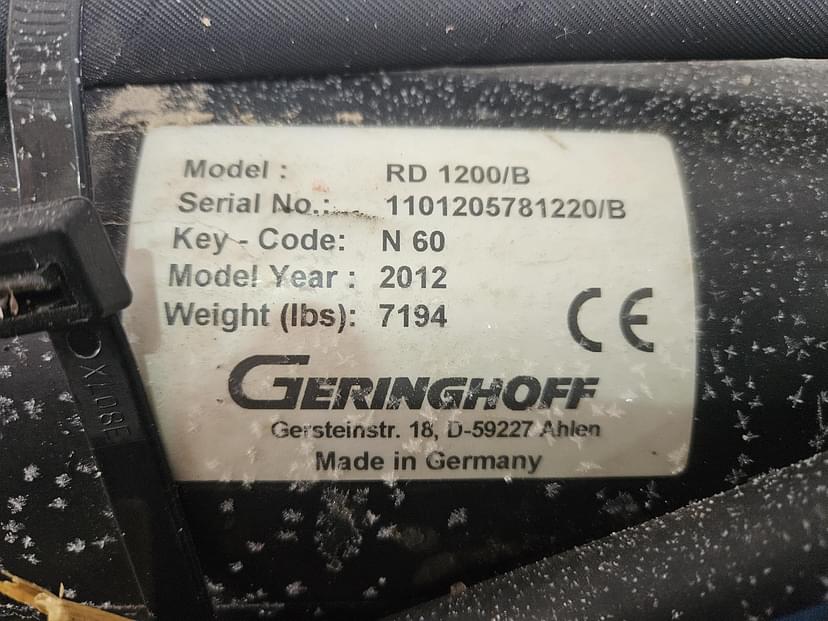 Model : RD 1200/B
Serial No.: 1101205781220/B
Key - Code: N 60
Model Year : 2012
Weight (lbs): 7194
CE
GERINGHOFF
Gersteinstr. 18, D-59227 Ahlen
Made in Germany